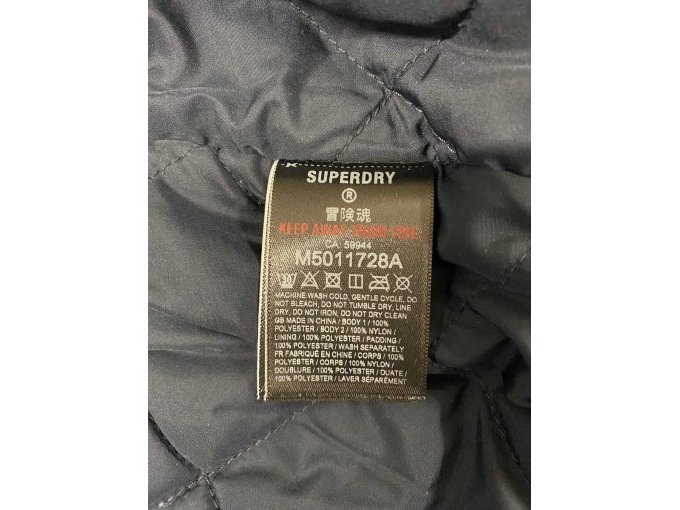 SUPERDRY
®
冒険魂
KEEP AWAY FROM FIRE
CA: 59944
M5011728A
30
MACHINE WASH COLD, GENTLE CYCLE, DO
NOT BLEACH, DO NOT TUMBLE DRY, LINE
DRY, DO NOT IRON, DO NOT DRY CLEAN
GB MADE IN CHINA / BODY 1 / 100%
POLYESTER / BODY 2 / 100% NYLON /
LINING / 100% POLYESTER / PADDING /
100% POLYESTER / WASH SEPARATELY
FR FABRIQUÉ EN CHINE / CORPS / 100%
POLYESTER / CORPS / 100% NYLON /
DOUBLURE / 100% POLYESTER / OUATE /
100% POLYESTER / LAVER SÉPARÉMENT